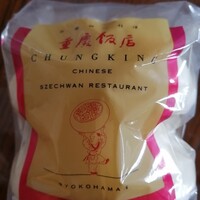 重慶飯店
CHUNGKING
CHINESE
SZECHWAN RESTAURANT
YOKOHAMA